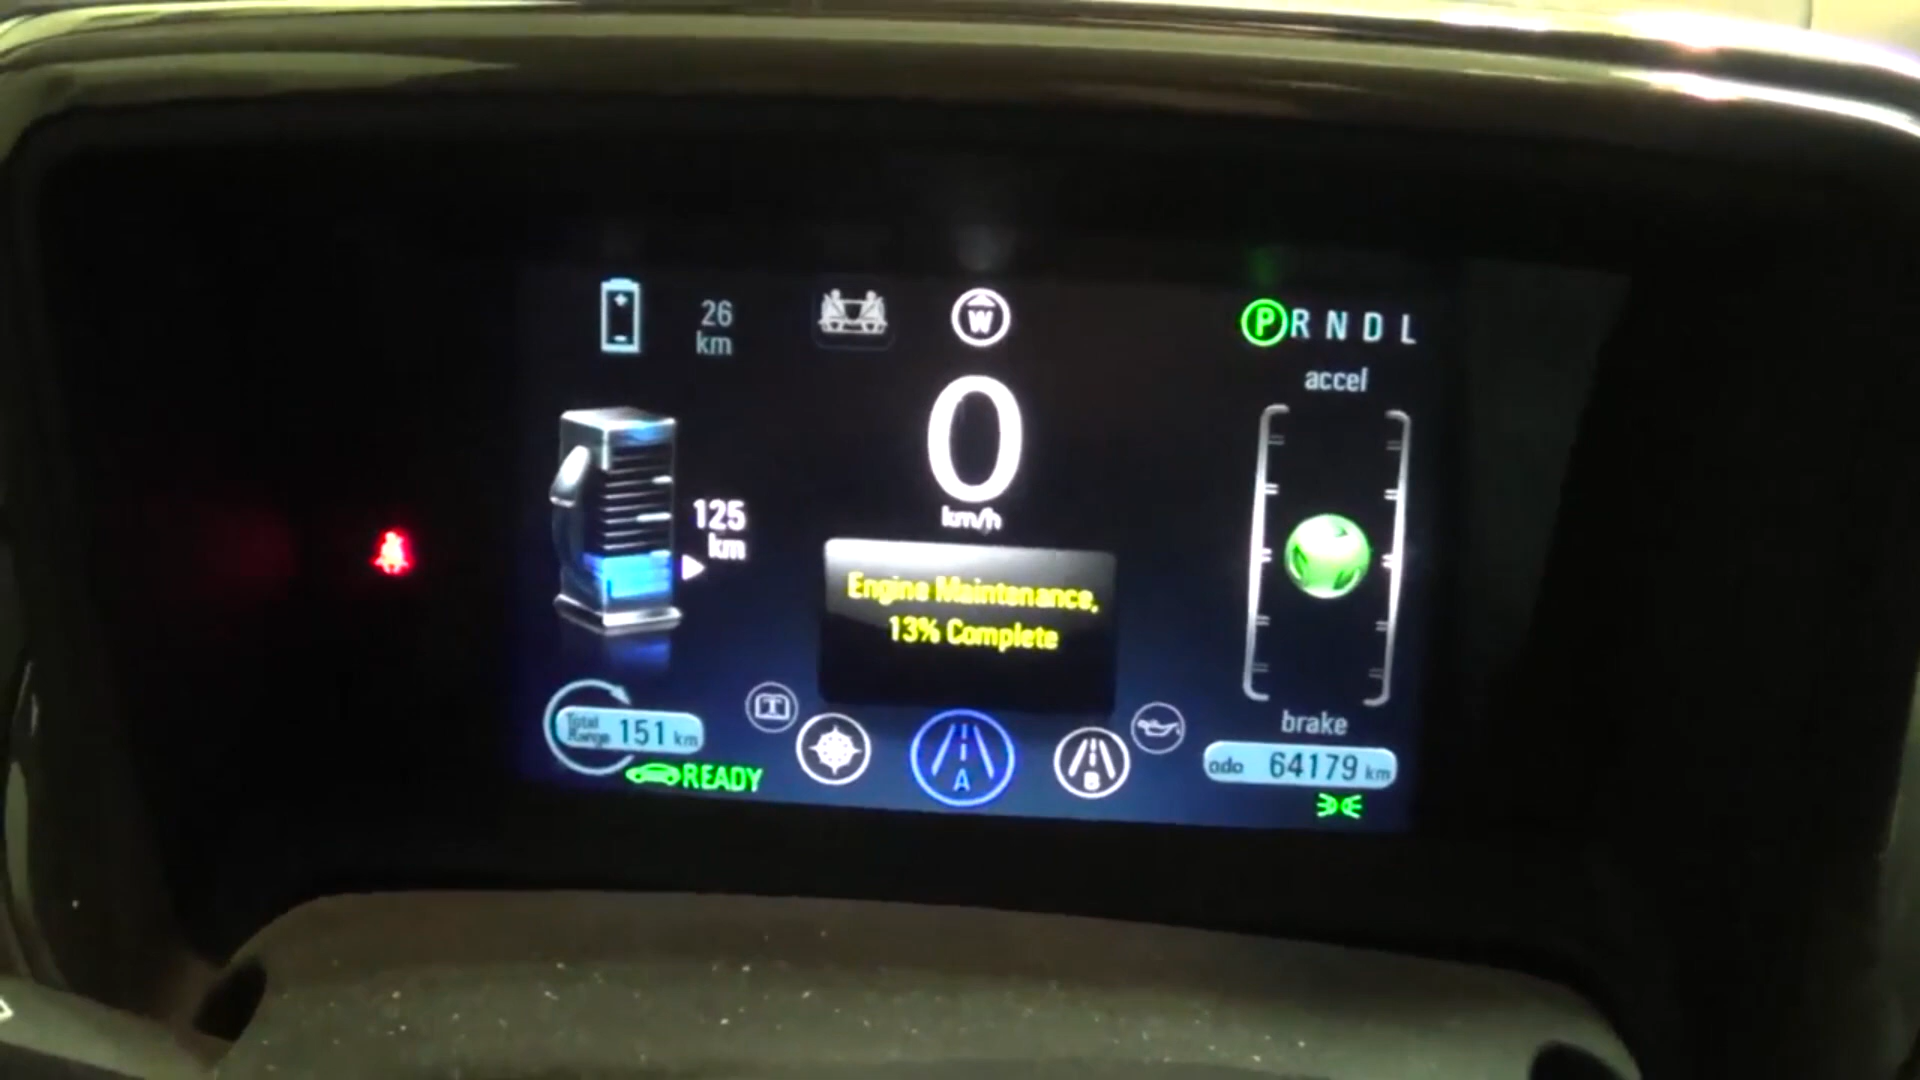 26
km
W
P R N D L
accel
0
km/h
125
km
Engine Maintenance,
13% Complete
Total
Range 151 km
READY
A
B
brake
odo 64179 km